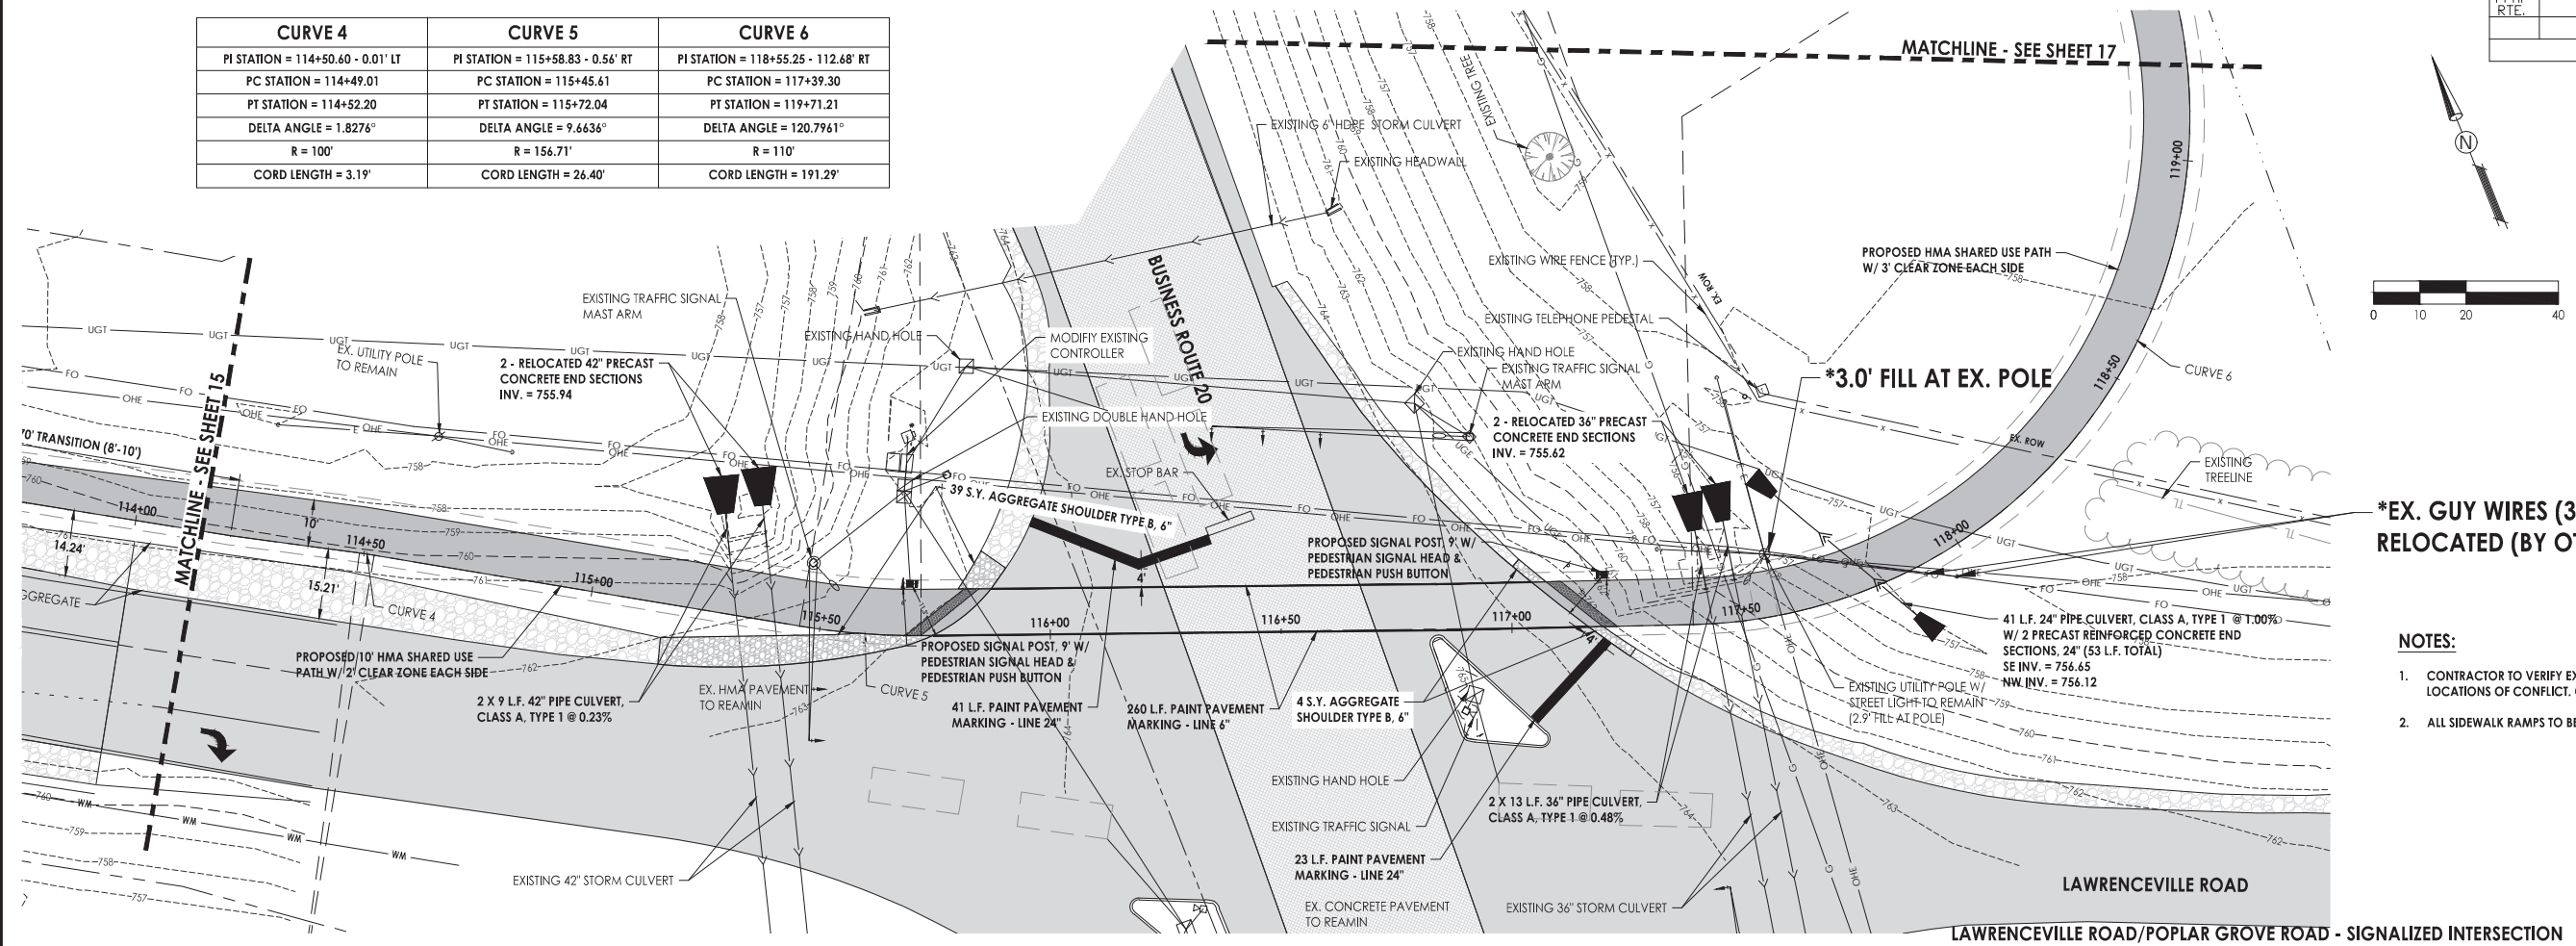 RTE.
CURVE 4
CURVE 5
CURVE 6
PI STATION = 114+50.60 - 0.01' LT
PI STATION = 115+58.83 - 0.56' RT
PI STATION = 118+55.25 - 112.68' RT
PC STATION = 114+49.01
PC STATION = 115+45.61
PC STATION = 117+39.30
PT STATION = 114+52.20
PT STATION = 115+72.04
PT STATION = 119+71.21
DELTA ANGLE = 1.8276°
DELTA ANGLE = 9.6636°
DELTA ANGLE = 120.7961°
R = 100'
R = 156.71'
R = 110'
CORD LENGTH = 3.19'
CORD LENGTH = 26.40'
CORD LENGTH = 191.29'
MATCHLINE - SEE SHEET 17
N
0 10 20 40
EXISTING TREE
EXISTING 6' HDPE STORM CULVERT
EXISTING HEADWALL
119+00
PROPOSED HMA SHARED USE PATH
W/ 3' CLEAR ZONE EACH SIDE
EXISTING WIRE FENCE (TYP.)
EX. ROW
EXISTING TELEPHONE PEDESTAL
BUSINESS ROUTE 20
EXISTING TRAFFIC SIGNAL
MAST ARM
EXISTING HAND HOLE
MODIFIY EXISTING
CONTROLLER
EX. UTILITY POLE
TO REMAIN
2 - RELOCATED 42" PRECAST
CONCRETE END SECTIONS
INV. = 755.94
EXISTING HAND HOLE
EXISTING TRAFFIC SIGNAL
MAST ARM
*3.0' FILL AT EX. POLE
118+50
CURVE 6
EXISTING DOUBLE HAND HOLE
2 - RELOCATED 36" PRECAST
CONCRETE END SECTIONS
INV. = 755.62
EX. ROW
EXISTING
TREELINE
70' TRANSITION (8'-10')
MATCHLINE - SEE SHEET 15
EX. STOP BAR
39 S.Y. AGGREGATE SHOULDER TYPE B, 6"
*EX. GUY WIRES (3
RELOCATED (BY OT
114+00
10'
114+50
115+00
14.24'
15.21'
CURVE 4
GGREGATE
PROPOSED SIGNAL POST, 9' W/
PEDESTRIAN SIGNAL HEAD &
PEDESTRIAN PUSH BUTTON
118+00
4'
115+50
116+00
116+50
117+00
117+50
4'
PROPOSED 10' HMA SHARED USE
PATH W/ 2' CLEAR ZONE EACH SIDE
PROPOSED SIGNAL POST, 9' W/
PEDESTRIAN SIGNAL HEAD &
PEDESTRIAN PUSH BUTTON
41 L.F. 24" PIPE CULVERT, CLASS A, TYPE 1 @ 1.00%
W/ 2 PRECAST REINFORCED CONCRETE END
SECTIONS, 24" (53 L.F. TOTAL)
SE INV. = 756.65
NW INV. = 756.12
NOTES:
1. CONTRACTOR TO VERIFY EX
LOCATIONS OF CONFLICT.
2. ALL SIDEWALK RAMPS TO BE
2 X 9 L.F. 42" PIPE CULVERT,
CLASS A, TYPE 1 @ 0.23%
EX. HMA PAVEMENT
TO REAMIN
CURVE 5
41 L.F. PAINT PAVEMENT
MARKING - LINE 24"
260 L.F. PAINT PAVEMENT
MARKING - LINE 6"
4 S.Y. AGGREGATE
SHOULDER TYPE B, 6"
EXISTING UTILITY POLE W/
STREET LIGHT TO REMAIN
(2.9' FILL AT POLE)
EXISTING HAND HOLE
2 X 13 L.F. 36" PIPE CULVERT,
CLASS A, TYPE 1 @ 0.48%
EXISTING TRAFFIC SIGNAL
23 L.F. PAINT PAVEMENT
MARKING - LINE 24"
EXISTING 42" STORM CULVERT
EX. CONCRETE PAVEMENT
TO REAMIN
EXISTING 36" STORM CULVERT
LAWRENCEVILLE ROAD
LAWRENCEVILLE ROAD/POPLAR GROVE ROAD - SIGNALIZED INTERSECTION